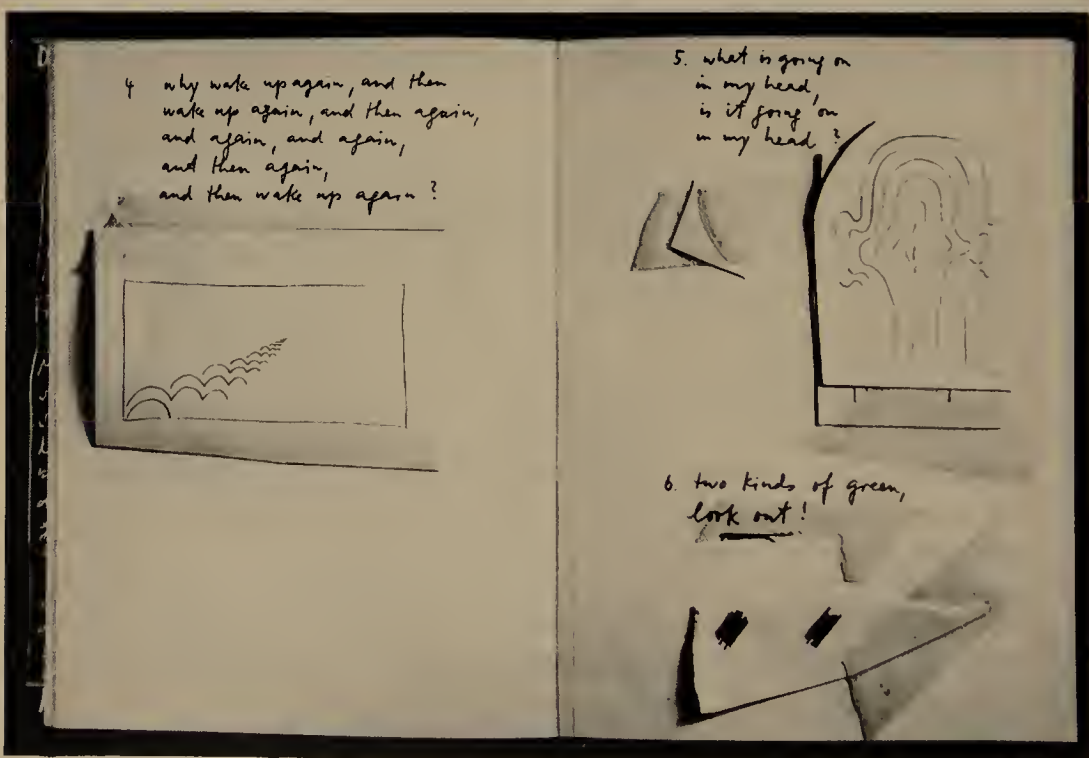 4 why wake up again, and then
wake up again, and then again,
and again, and again,
and then again,
and then wake up again?
5. what is going on
in my head,
is it going on
in my head?
6. two kinds of green,
look out!